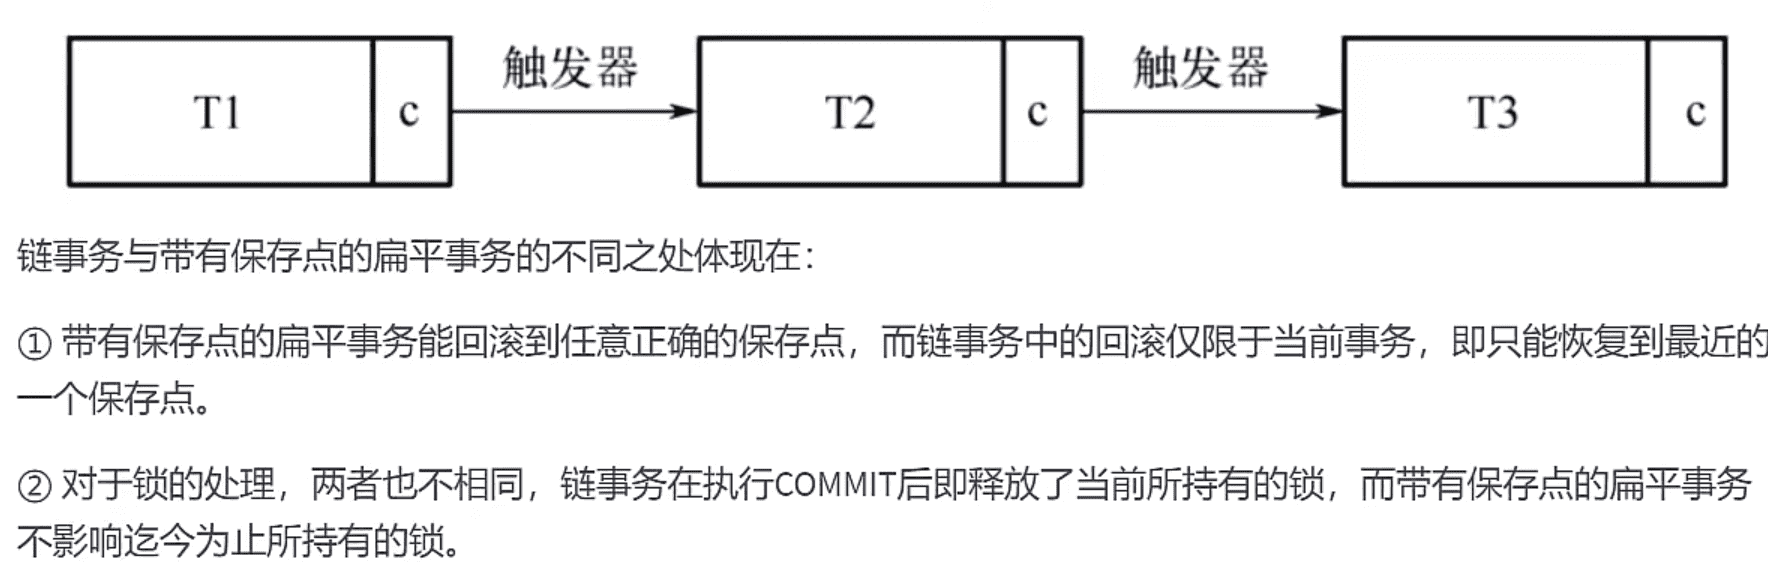 触发器 触发器
T1 c T2 c T3 c
链事务与带有保存点的扁平事务的不同之处体现在：
① 带有保存点的扁平事务能回滚到任意正确的保存点，而链事务中的回滚仅限于当前事务，即只能恢复到最近的
一个保存点。
② 对于锁的处理，两者也不相同，链事务在执行COMMIT后即释放了当前所持有的锁，而带有保存点的扁平事务
不影响迄今为止所持有的锁。